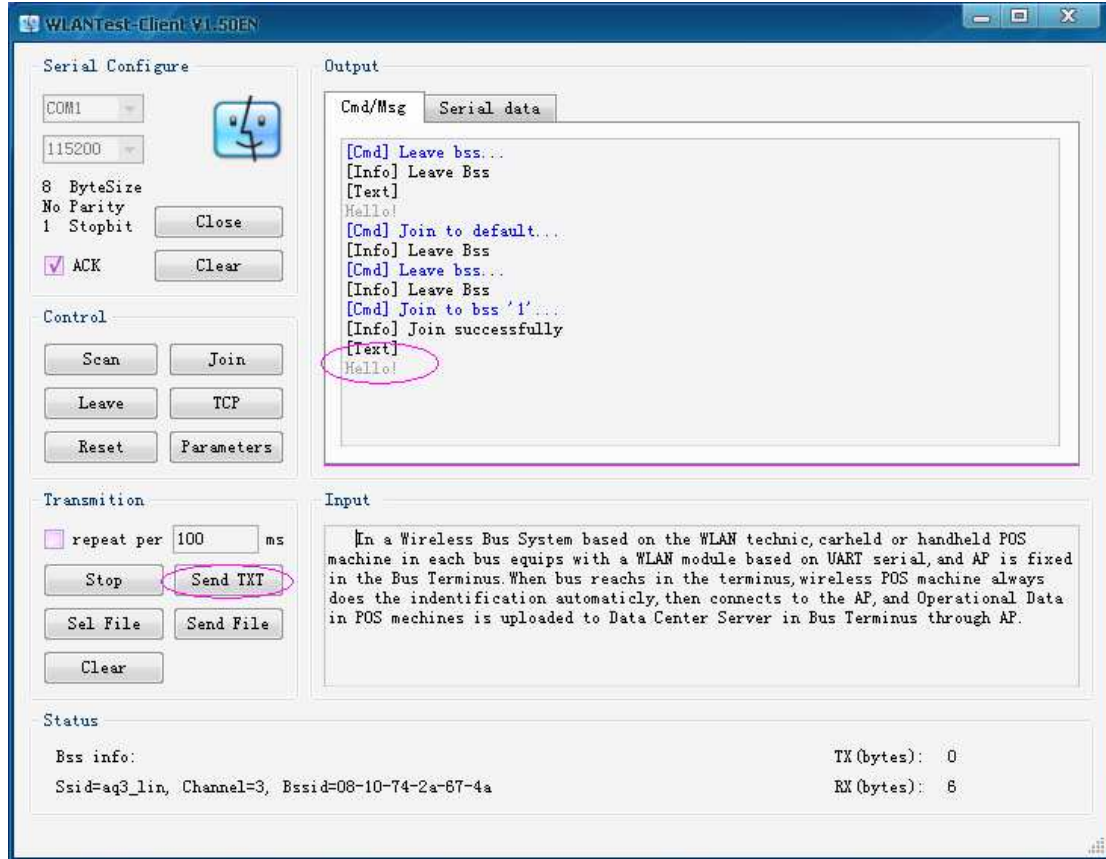 WLANTest-Client V1.50EN
Serial Configure
COM1
115200
8 ByteSize
No Parity
1 Stopbit
Close
ACK
Clear
Control
Scan
Join
Leave
TCP
Reset
Parameters
Transmition
repeat per 100 ms
Stop
Send TXT
Sel File
Send File
Clear
Output
Cmd/Msg
Serial data
[Cmd] Leave bss...
[Info] Leave Bss
[Text]
Hello!
[Cmd] Join to default...
[Info] Leave Bss
[Cmd] Leave bss...
[Info] Leave Bss
[Cmd] Join to bss '1'...
[Info] Join successfully
[Text]
Hello!
Input
In a Wireless Bus System based on the WLAN technic, carheld or handheld POS
machine in each bus equips with a WLAN module based on UART serial, and AP is fixed
in the Bus Terminus. When bus reachs in the terminus, wireless POS machine always
does the indentification automaticly, then connects to the AP, and Operational Data
in POS mechines is uploaded to Data Center Server in Bus Terminus through AP.
Status
Bss info:
Ssid=aq3_lin, Channel=3, Bssid=08-10-74-2a-67-4a
TX(bytes): 0
RX(bytes): 6